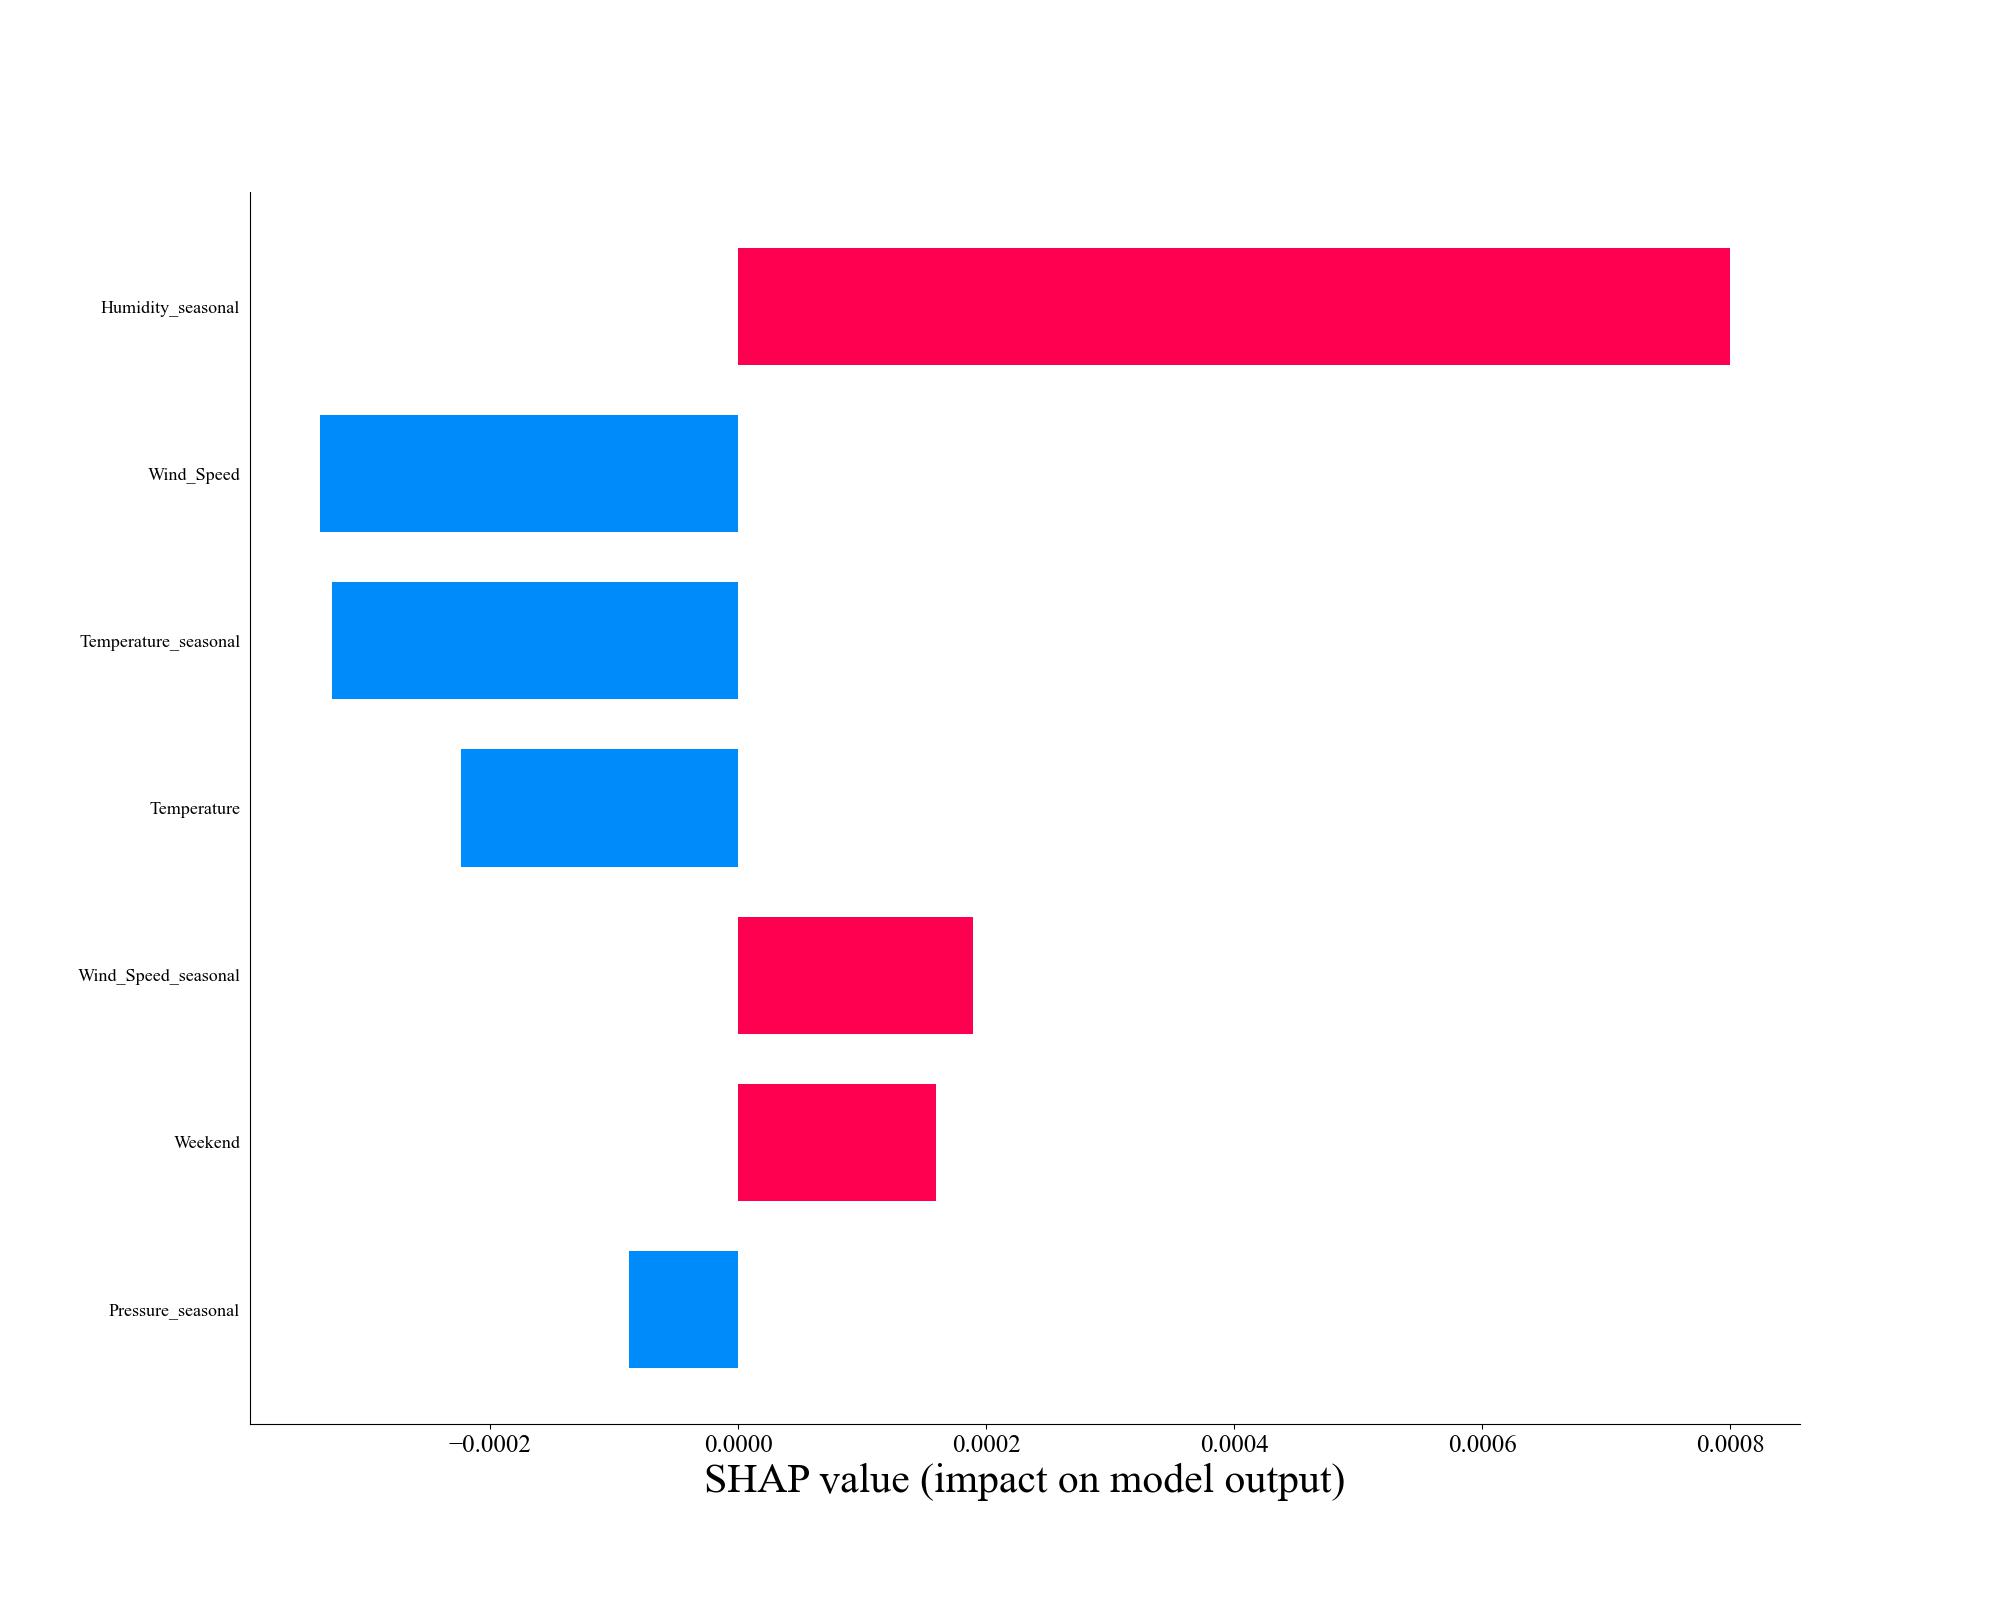 Humidity_seasonal
Wind_Speed
Temperature_seasonal
Temperature
Wind_Speed_seasonal
Weekend
Pressure_seasonal
−0.0002 0.0000 0.0002 0.0004 0.0006 0.0008
SHAP value (impact on model output)